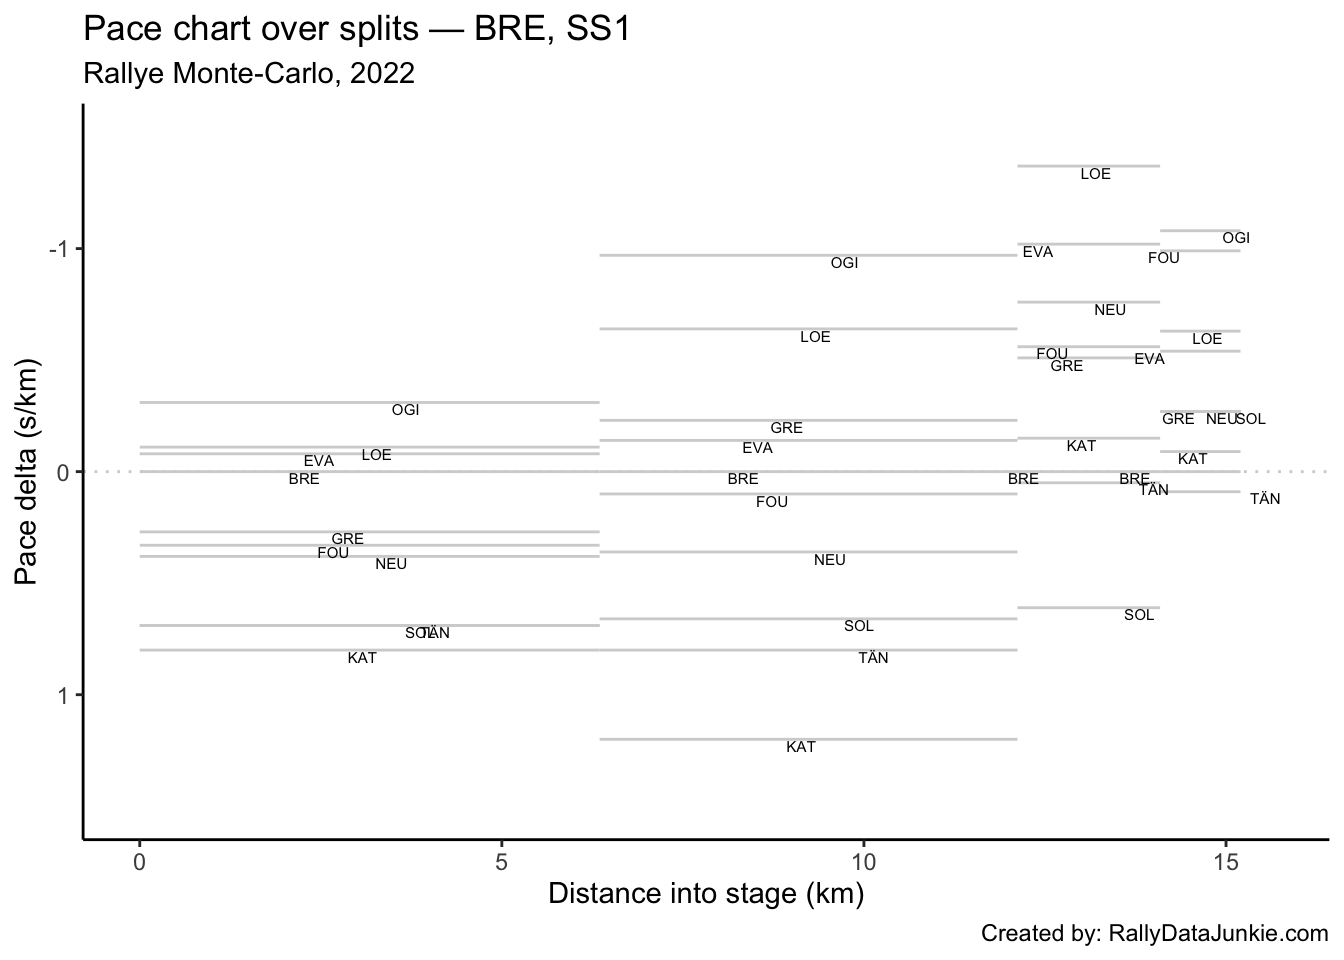 Pace chart over splits — BRE, SS1
Rallye Monte-Carlo, 2022
Pace delta (s/km)
-1
0
1
OGI
LOE
EVA
BRE
GRE
FOU
NEU
SOL
TÄN
KAT
OGI
LOE
GRE
EVA
BRE
FOU
NEU
SOL
TÄN
KAT
LOE
EVA
NEU
FOU
GRE
KAT
BRE
TÄN
SOL
OGI
FOU
LOE
EVA
GRE
NEU
SOL
KAT
BRE
TÄN
0
5
10
15
Distance into stage (km)
Created by: RallyDataJunkie.com